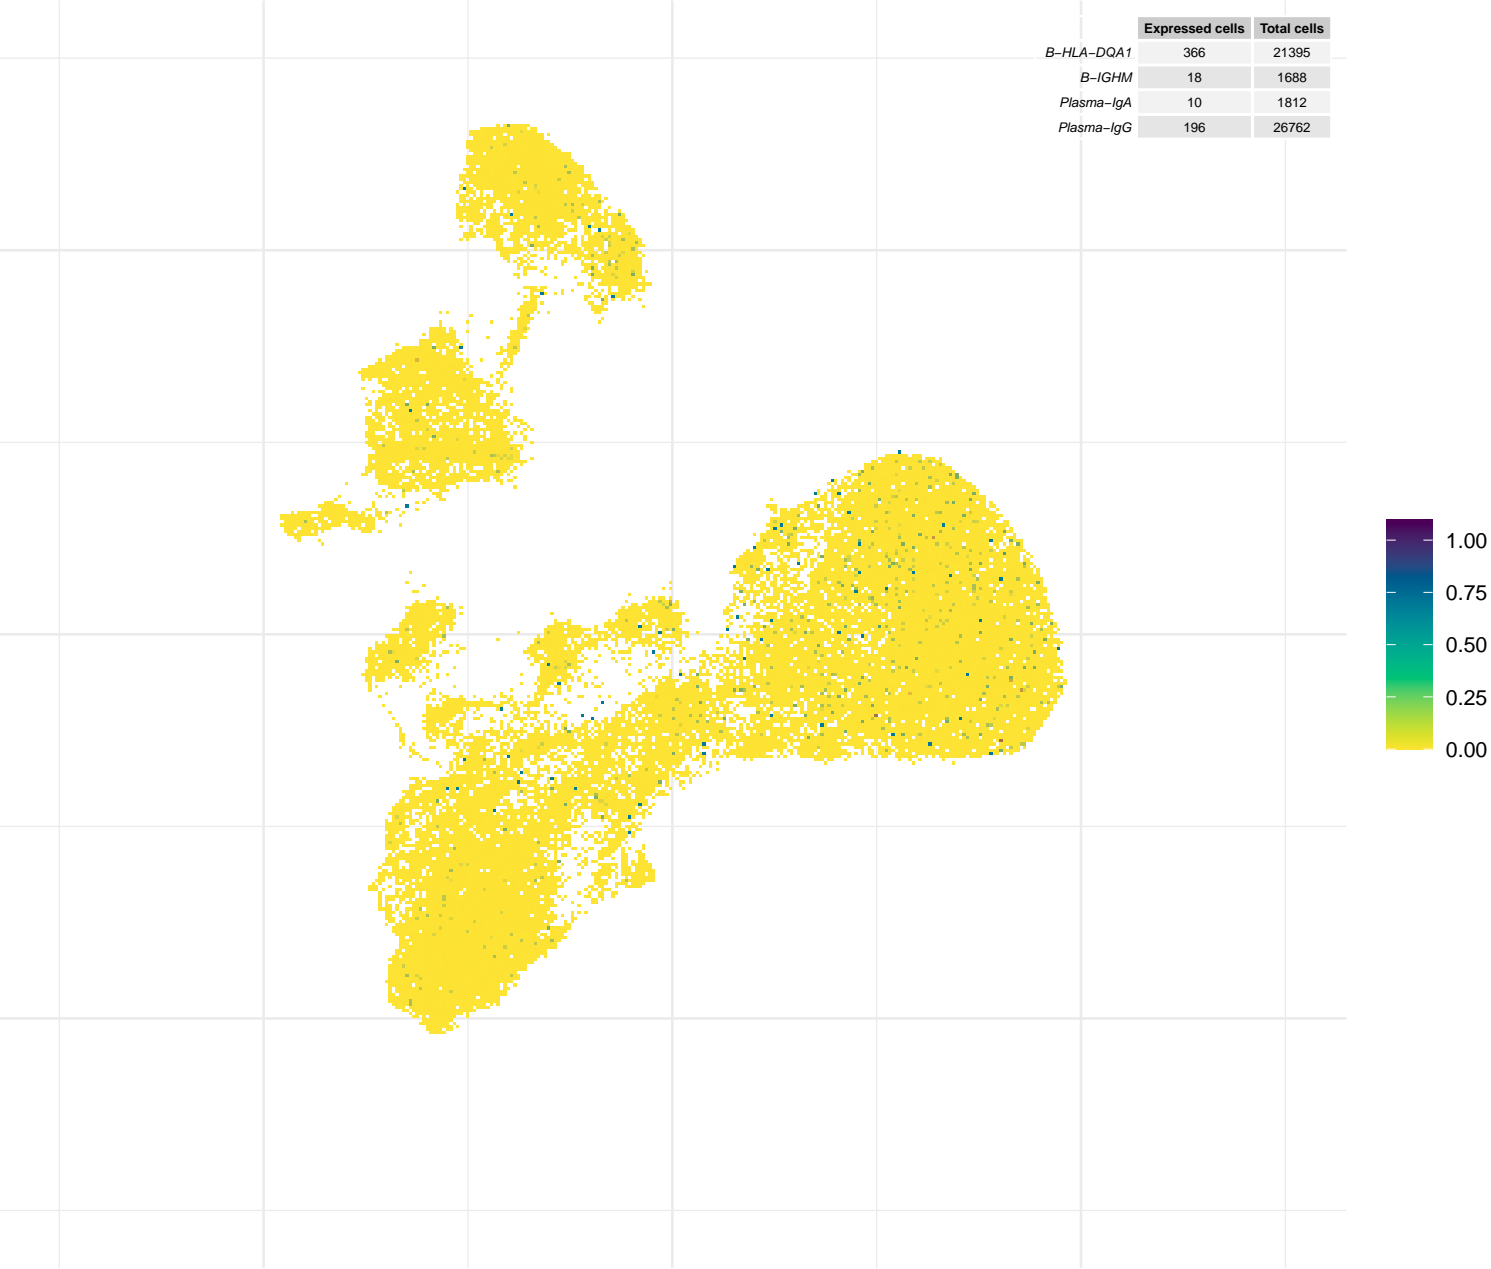 Expressed cells Total cells
B−HLA−DQA1 366 21395
B−IGHM 18 1688
Plasma−IgA 10 1812
Plasma−IgG 196 26762
1.00
0.75
0.50
0.25
0.00